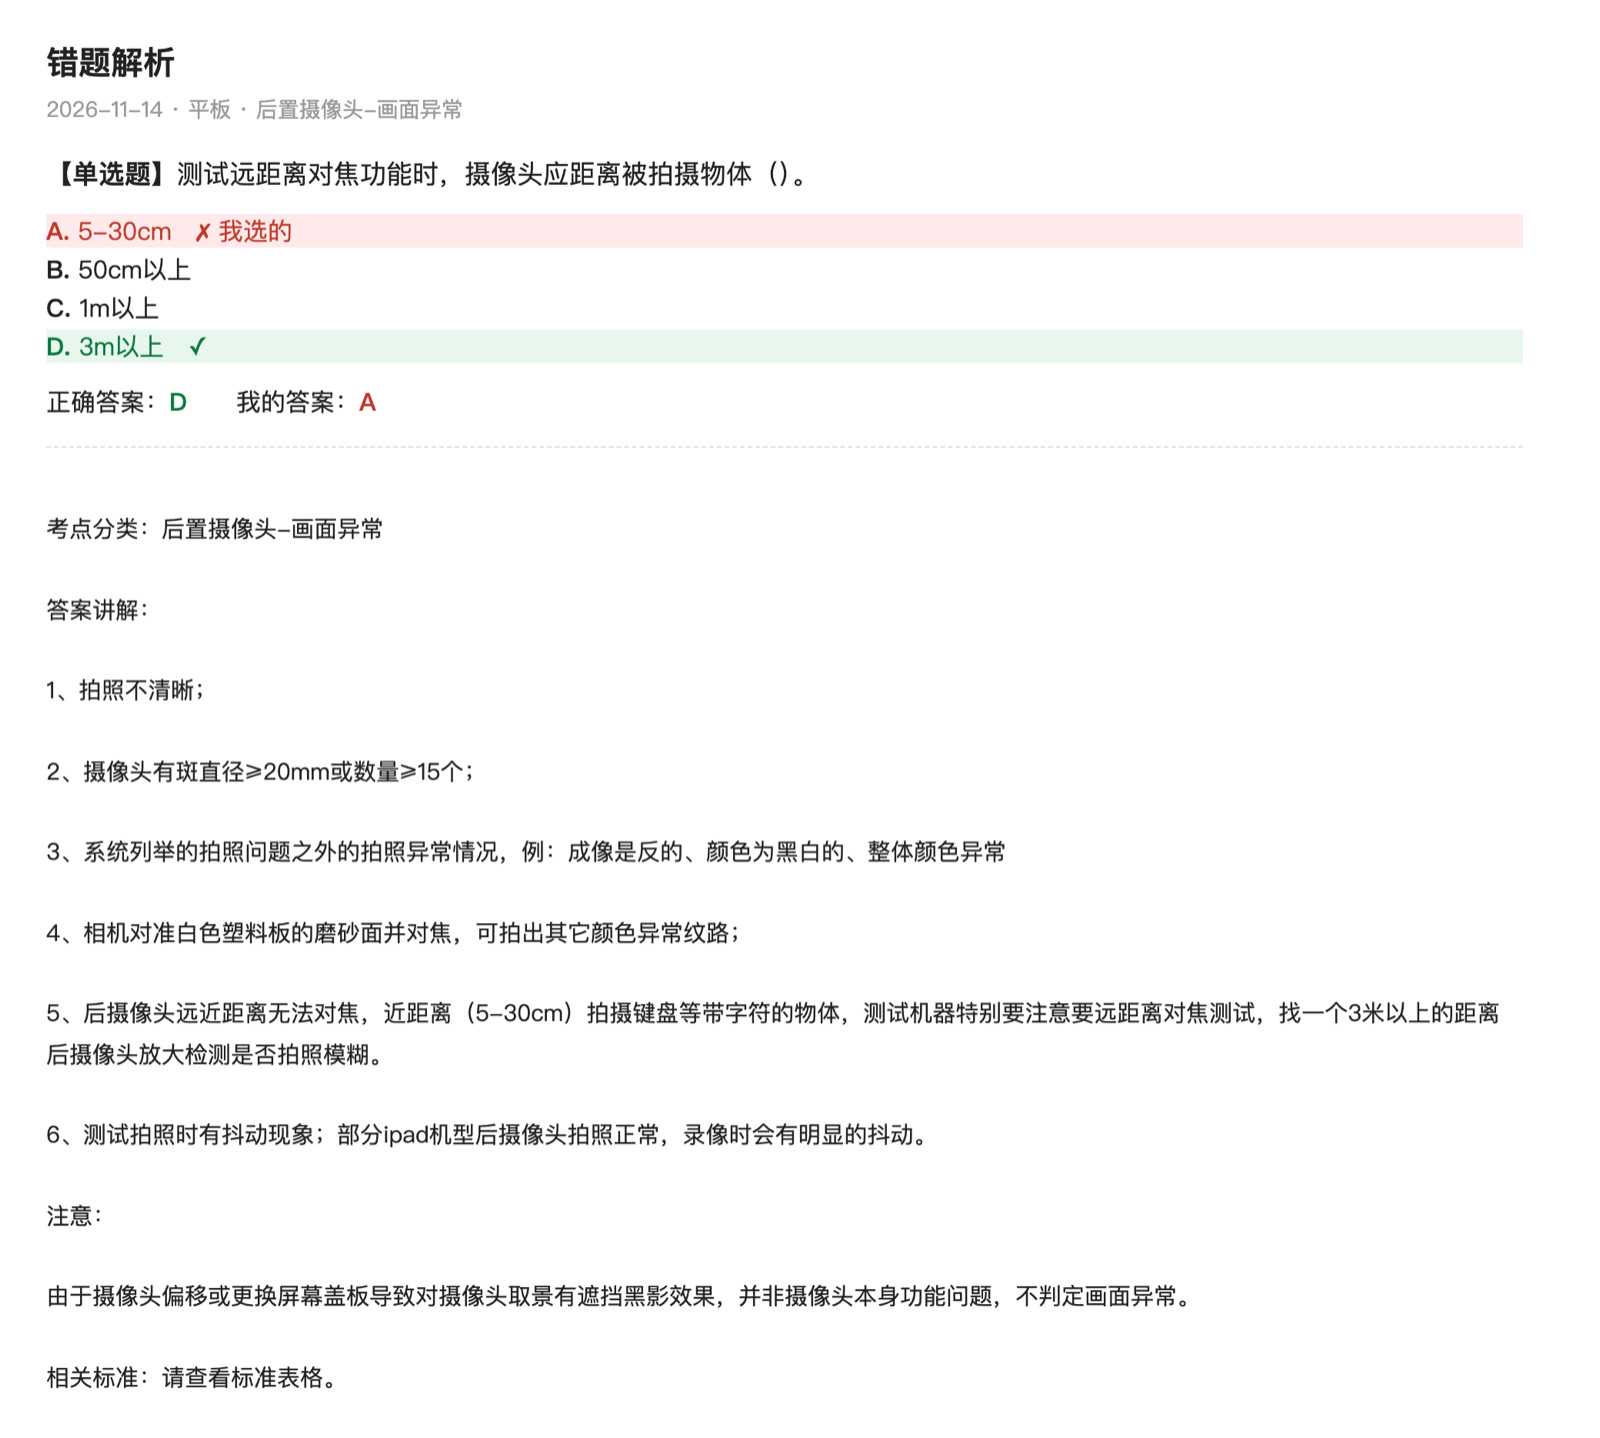 错题解析
2026-11-14 · 平板 · 后置摄像头-画面异常
【单选题】测试远距离对焦功能时，摄像头应距离被拍摄物体（）。
A. 5-30cm ✗ 我选的
B. 50cm以上
C. 1m以上
D. 3m以上 ✓
正确答案：D 我的答案：A
考点分类：后置摄像头-画面异常
答案讲解：
1、拍照不清晰；
2、摄像头有斑直径⩾20mm或数量⩾15个；
3、系统列举的拍照问题之外的拍照异常情况，例：成像是反的、颜色为黑白的、整体颜色异常
4、相机对准白色塑料板的磨砂面并对焦，可拍出其它颜色异常纹路；
5、后摄像头远近距离无法对焦，近距离（5-30cm）拍摄键盘等带字符的物体，测试机器特别要注意要远距离对焦测试，找一个3米以上的距离
后摄像头放大检测是否拍照模糊。
6、测试拍照时有抖动现象；部分ipad机型后摄像头拍照正常，录像时会有明显的抖动。
注意：
由于摄像头偏移或更换屏幕盖板导致对摄像头取景有遮挡黑影效果，并非摄像头本身功能问题，不判定画面异常。
相关标准：请查看标准表格。